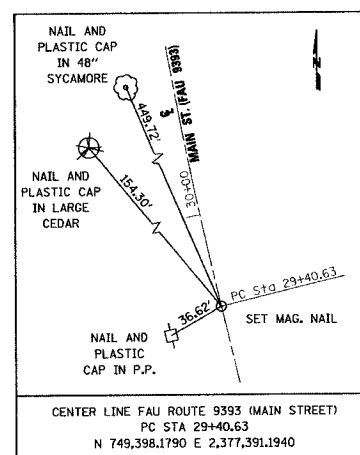 NAIL AND
PLASTIC CAP
IN 48"
SYCAMORE
449.72'
℄
MAIN ST. (FAU 9393)
30+00
NAIL AND
PLASTIC CAP
IN LARGE
CEDAR
154.30'
PC Sta 29+40.63
36.62'
SET MAG. NAIL
NAIL AND
PLASTIC
CAP IN P.P.
CENTER LINE FAU ROUTE 9393 (MAIN STREET)
PC STA 29+40.63
N 749,398.1790 E 2,377,391.1940